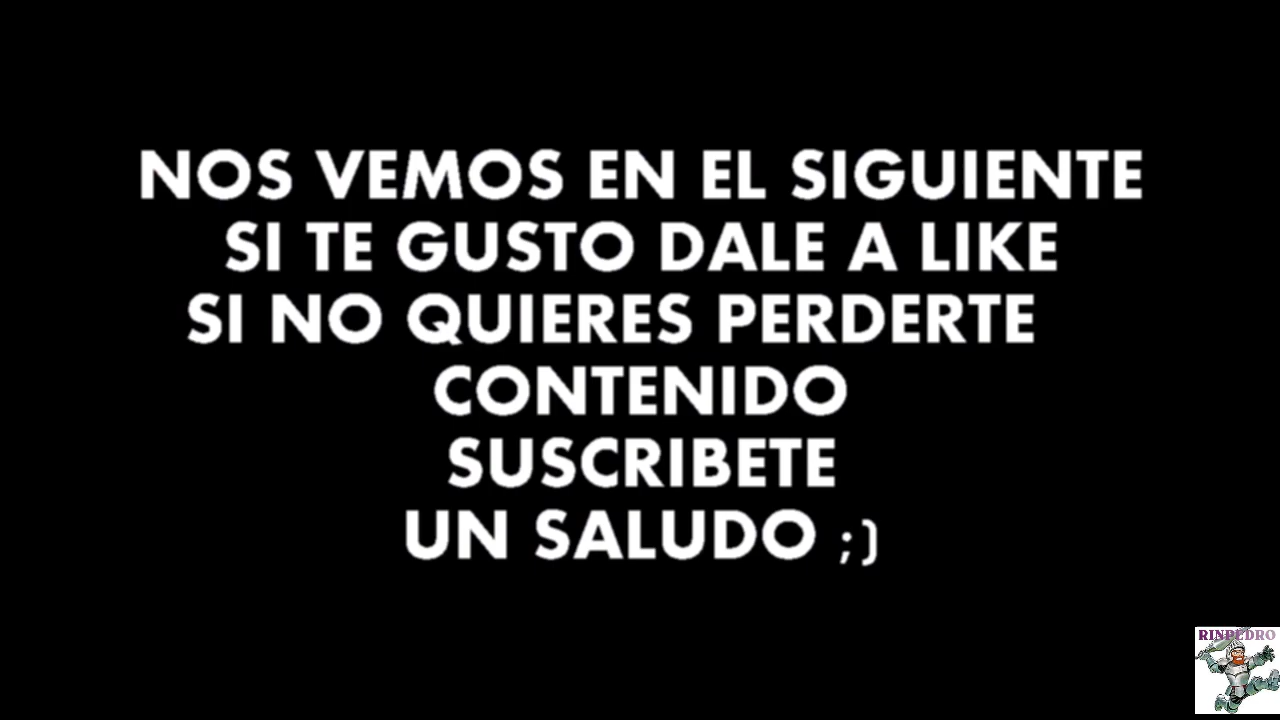 NOS VEMOS EN EL SIGUIENTE
SI TE GUSTO DALE A LIKE
SI NO QUIERES PERDERTE
CONTENIDO
SUSCRIBETE
UN SALUDO ;)
RINPEDRO